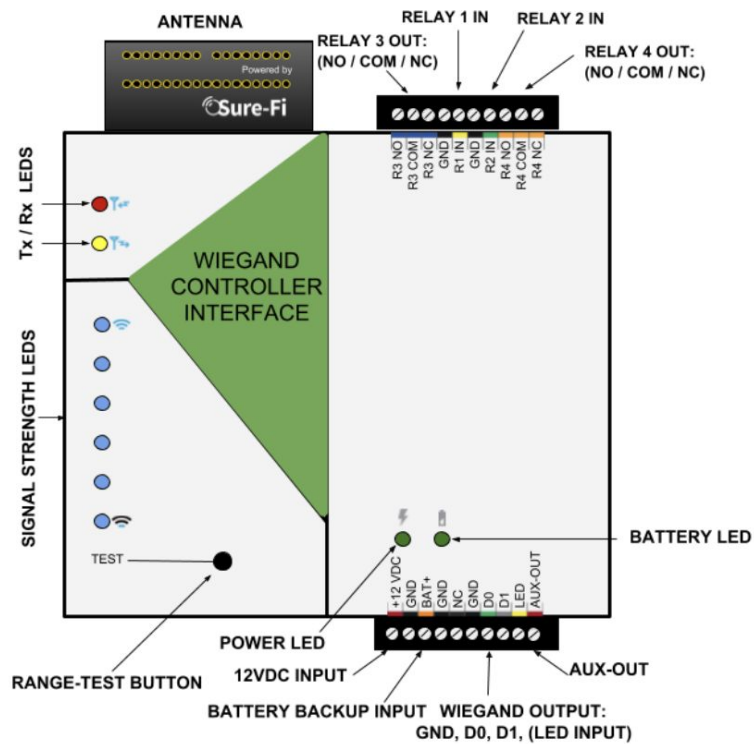 ANTENNA
RELAY 1 IN
RELAY 2 IN
RELAY 3 OUT:
(NO / COM / NC)
RELAY 4 OUT:
(NO / COM / NC)
Powered by
Sure-Fi
R3 NO
R3 COM
R3 NC
GND
R1 IN
GND
R2 IN
R4 NO
R4 COM
R4 NC
Tx / Rx LEDS
WIEGAND
CONTROLLER
INTERFACE
SIGNAL STRENGTH LEDS
TEST
BATTERY LED
+12 VDC
GND
BAT+
GND
NC
GND
D0
D1
LED
AUX-OUT
POWER LED
12VDC INPUT
AUX-OUT
RANGE-TEST BUTTON
BATTERY BACKUP INPUT
WIEGAND OUTPUT:
GND, D0, D1, (LED INPUT)